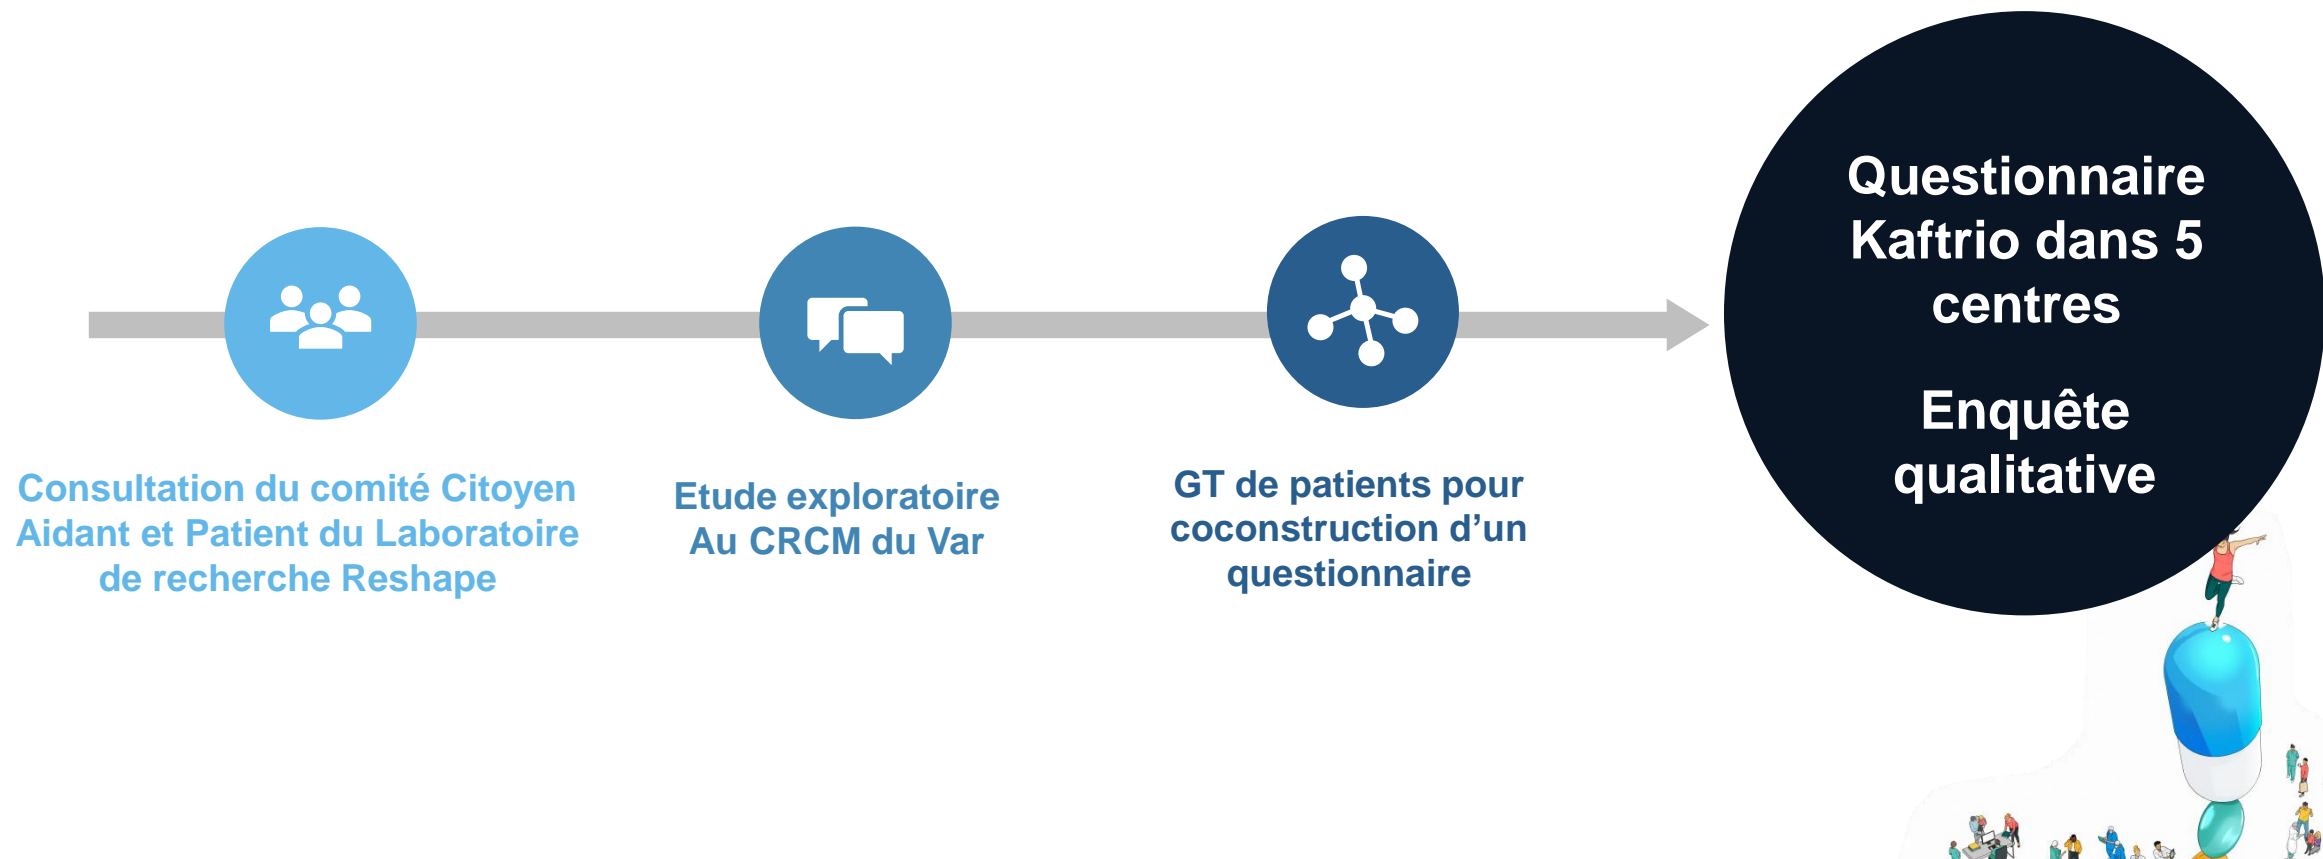 Consultation du comité Citoyen
Aidant et Patient du Laboratoire
de recherche Reshape
Etude exploratoire
Au CRCM du Var
GT de patients pour
coconstruction d’un
questionnaire
Questionnaire
Kaftrio dans 5
centres
Enquête
qualitative